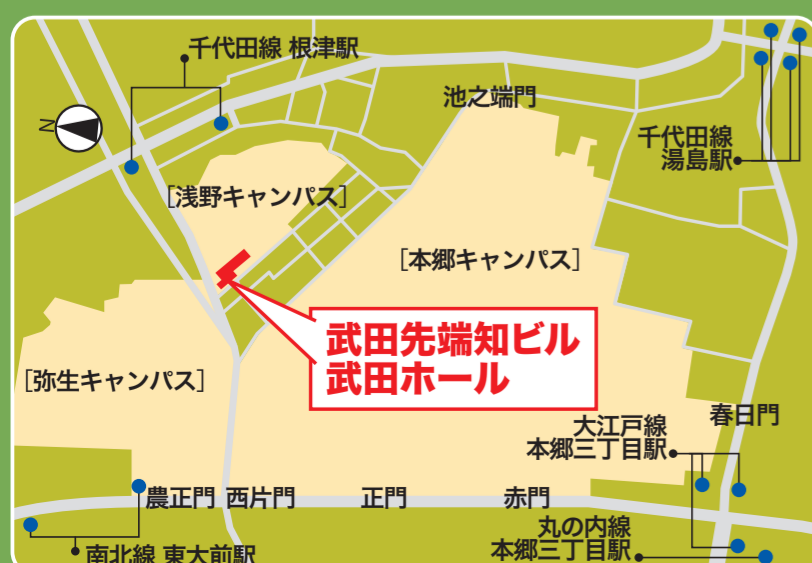 千代田線 根津駅
池之端門
千代田線
湯島駅
N
[浅野キャンパス]
[本郷キャンパス]
武田先端知ビル
武田ホール
[弥生キャンパス]
春日門
大江戸線
本郷三丁目駅
農正門 西片門 正門 赤門
丸の内線
本郷三丁目駅
南北線 東大前駅